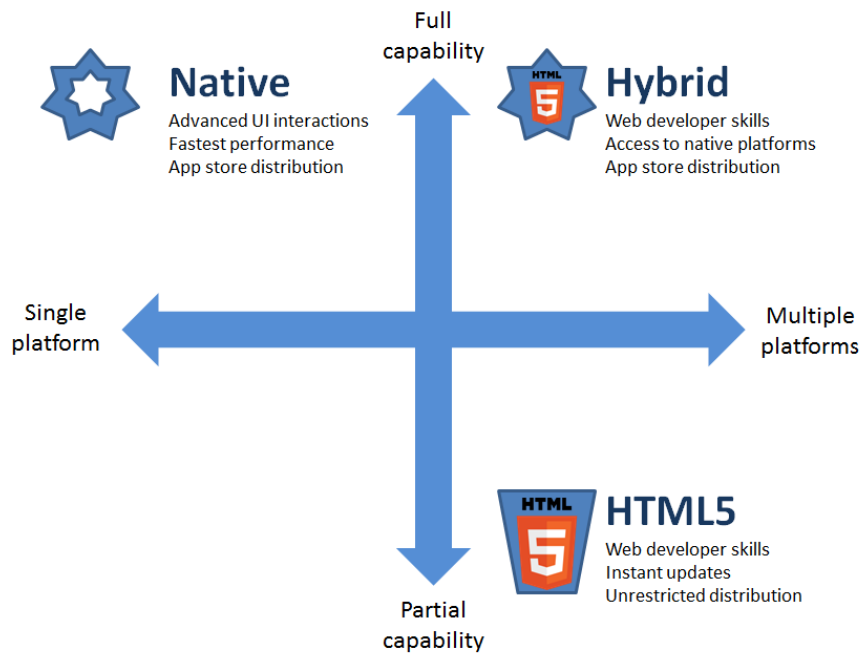 Full
capability
Native
Advanced UI interactions
Fastest performance
App store distribution
HTML
5
Hybrid
Web developer skills
Access to native platforms
App store distribution
Single
platform
Multiple
platforms
HTML
5
HTML5
Web developer skills
Instant updates
Unrestricted distribution
Partial
capability